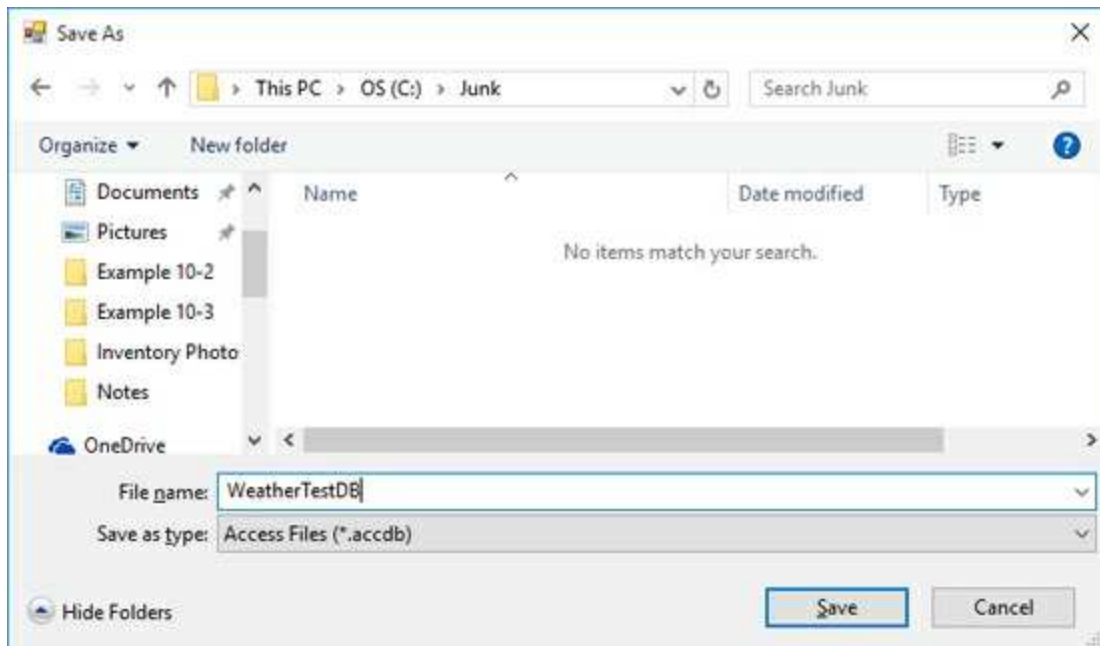 Save As
This PC > OS (C:) > Junk
Search Junk
Organize
New folder
Name
Date modified
Type
No items match your search.
Documents
Pictures
Example 10-2
Example 10-3
Inventory Photo
Notes
OneDrive
File name: WeatherTestDB
Save as type: Access Files (*.accdb)
Hide Folders
Save
Cancel